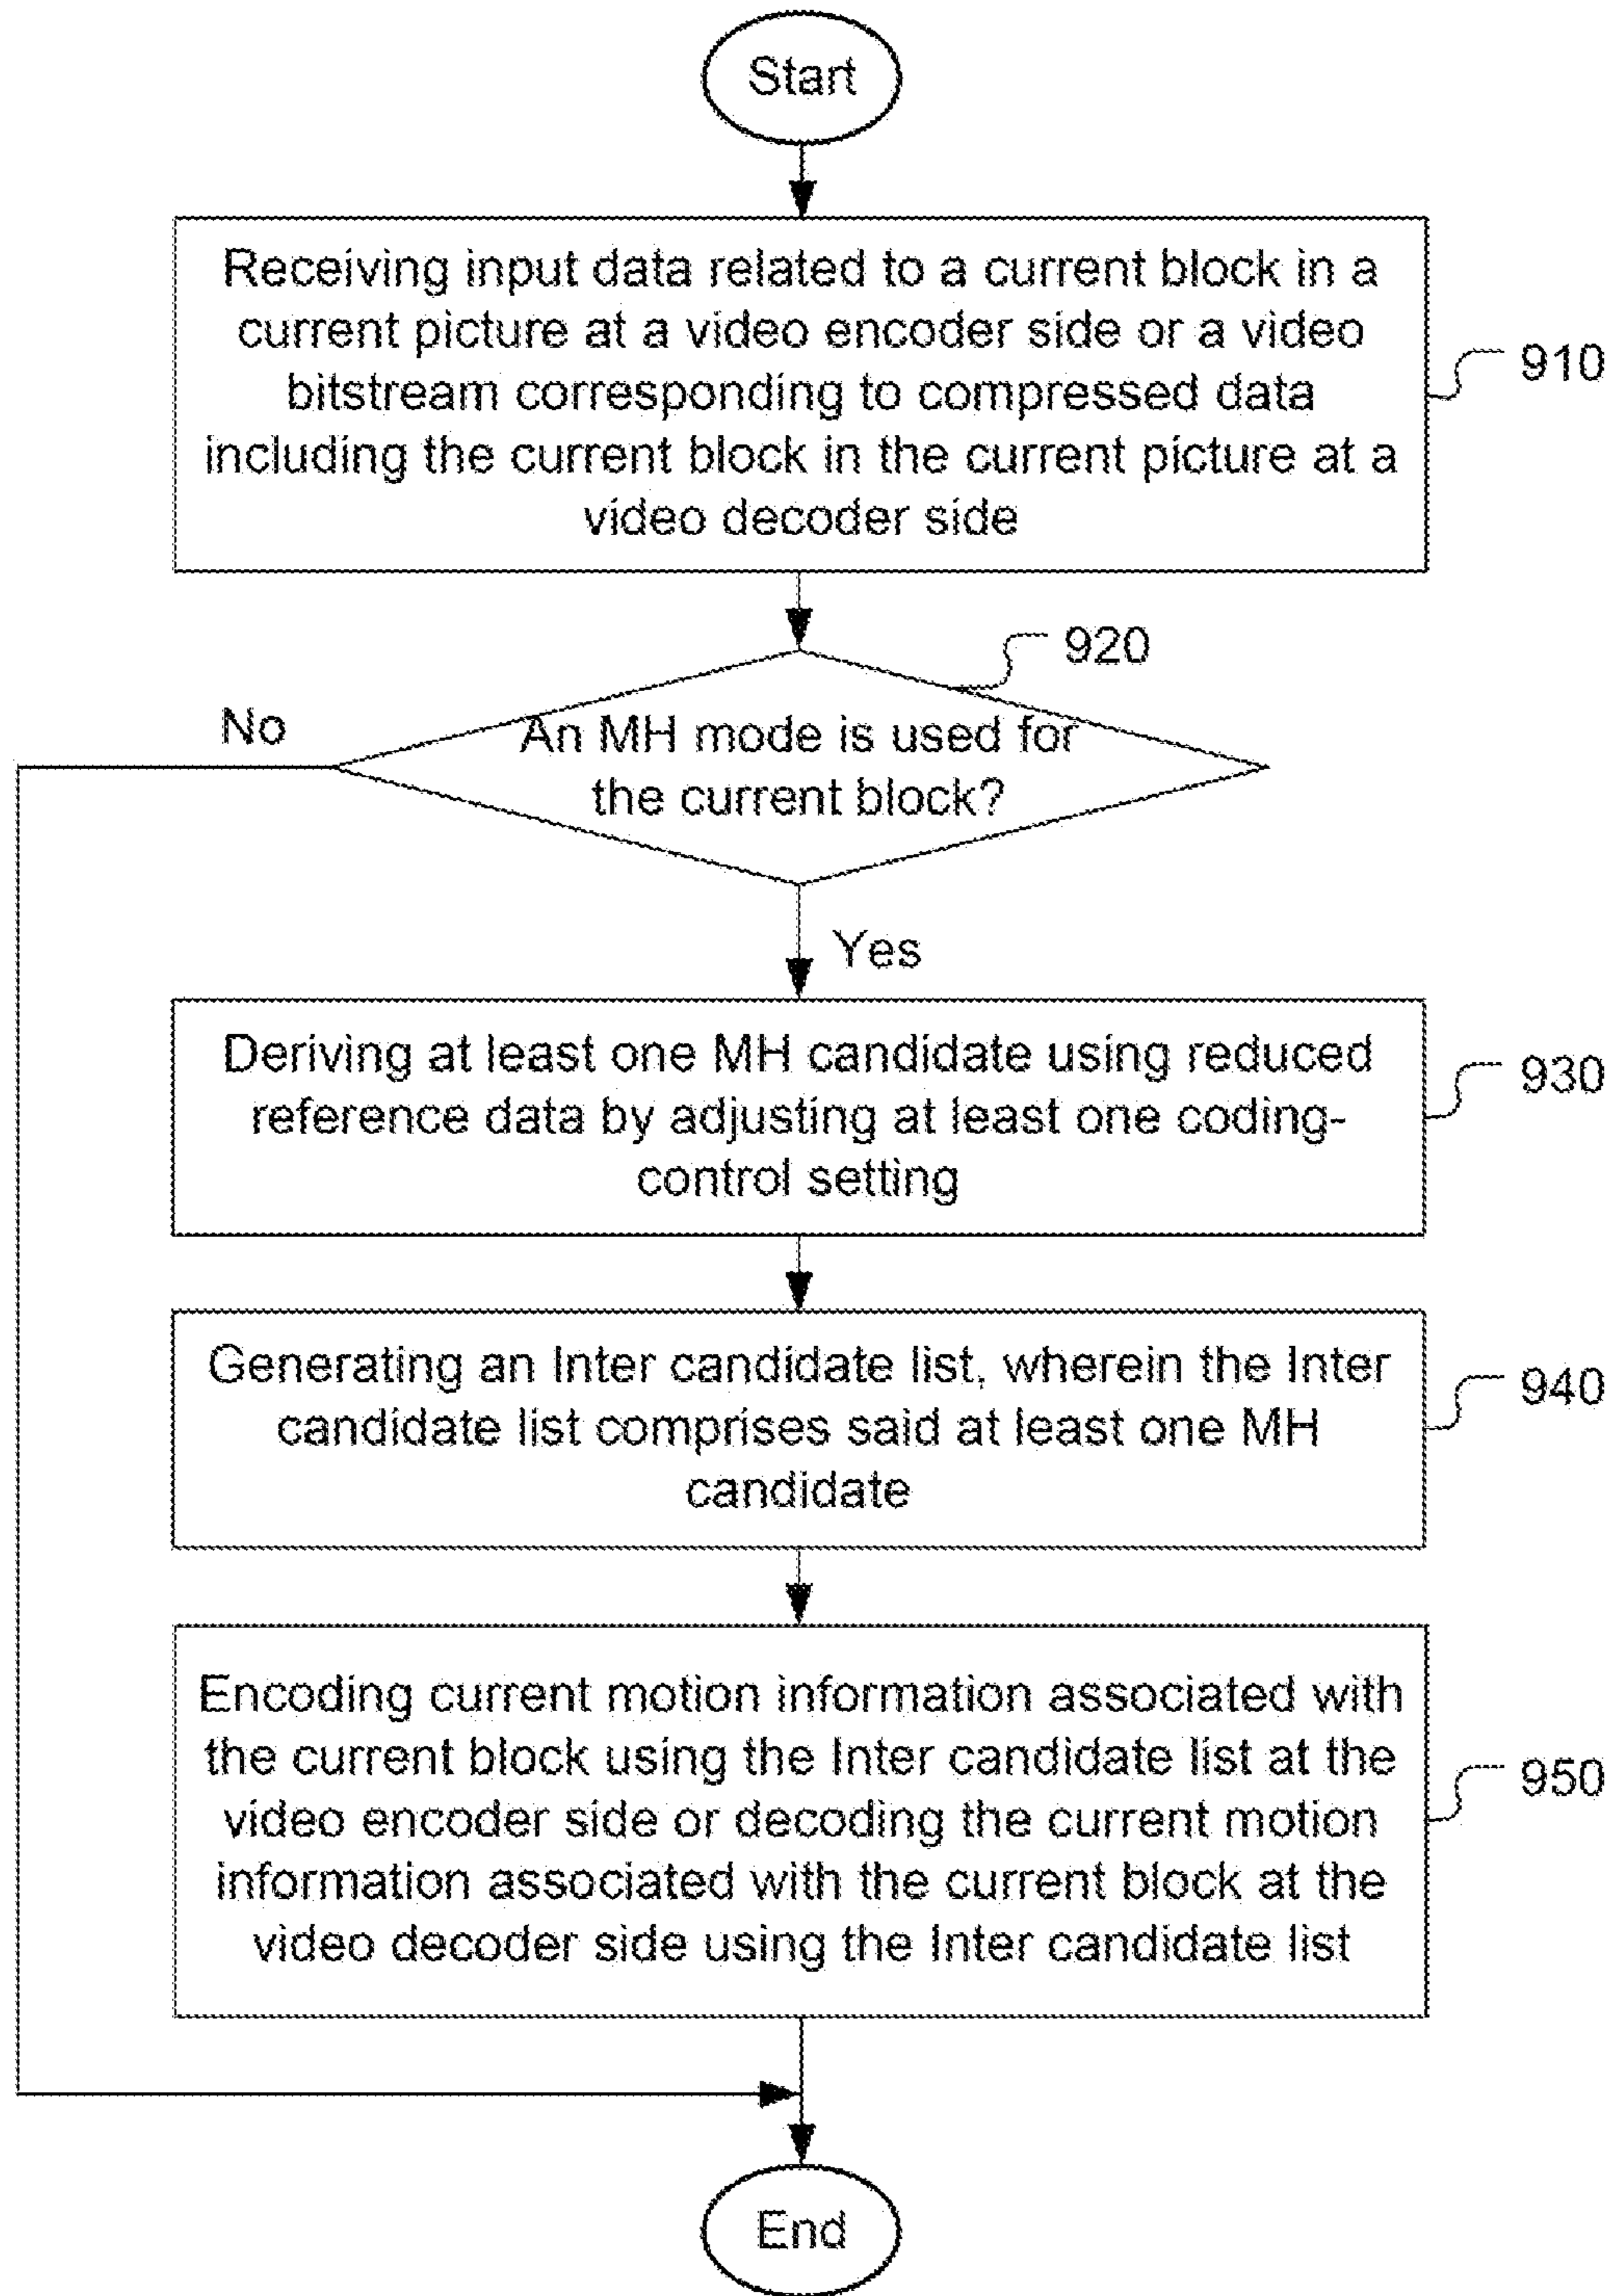 Start
Receiving input data related to a current block in a
current picture at a video encoder side or a video
bitstream corresponding to compressed data
including the current block in the current picture at a
video decoder side
910
920
No
An MH mode is used for
the current block?
Yes
Deriving at least one MH candidate using reduced
reference data by adjusting at least one coding-
control setting
930
Generating an Inter candidate list, wherein the Inter
candidate list comprises said at least one MH
candidate
940
Encoding current motion information associated with
the current block using the Inter candidate list at the
video encoder side or decoding the current motion
information associated with the current block at the
video decoder side using the Inter candidate list
950
End